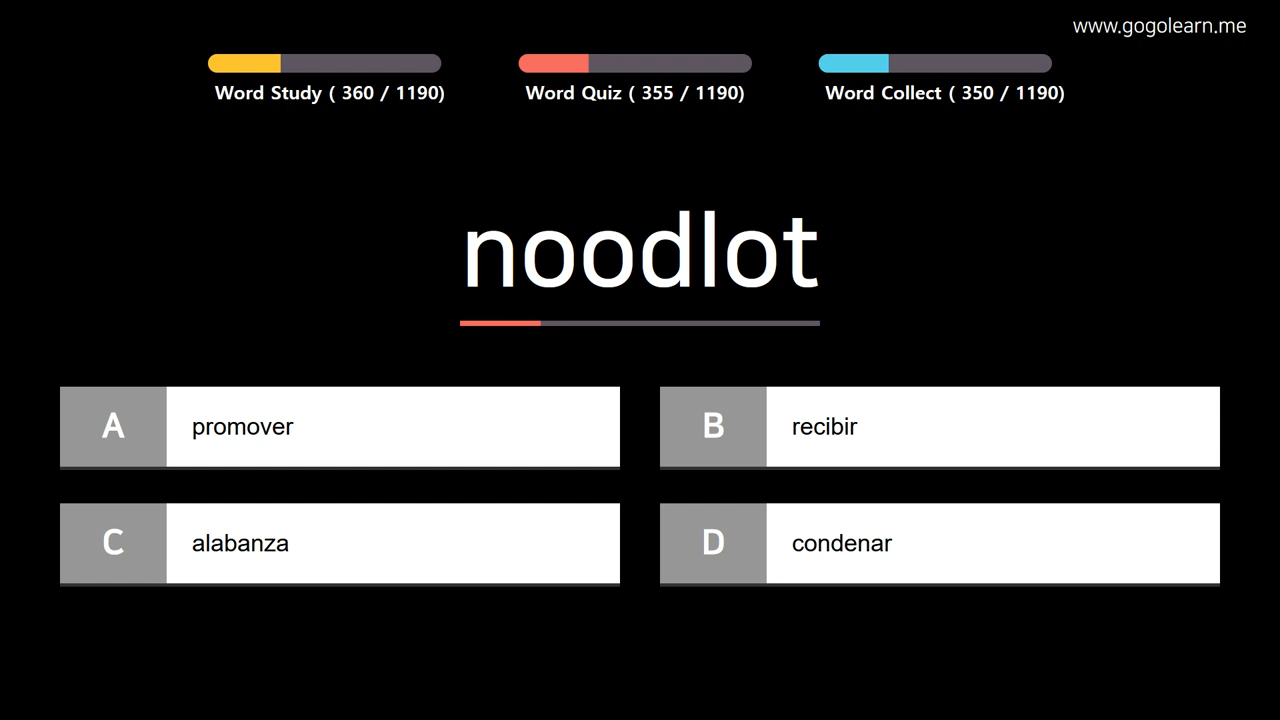 www.gogolearn.me
Word Study ( 360 / 1190)
Word Quiz ( 355 / 1190)
Word Collect ( 350 / 1190)
noodlot
A
promover
B
recibir
C
alabanza
D
condenar